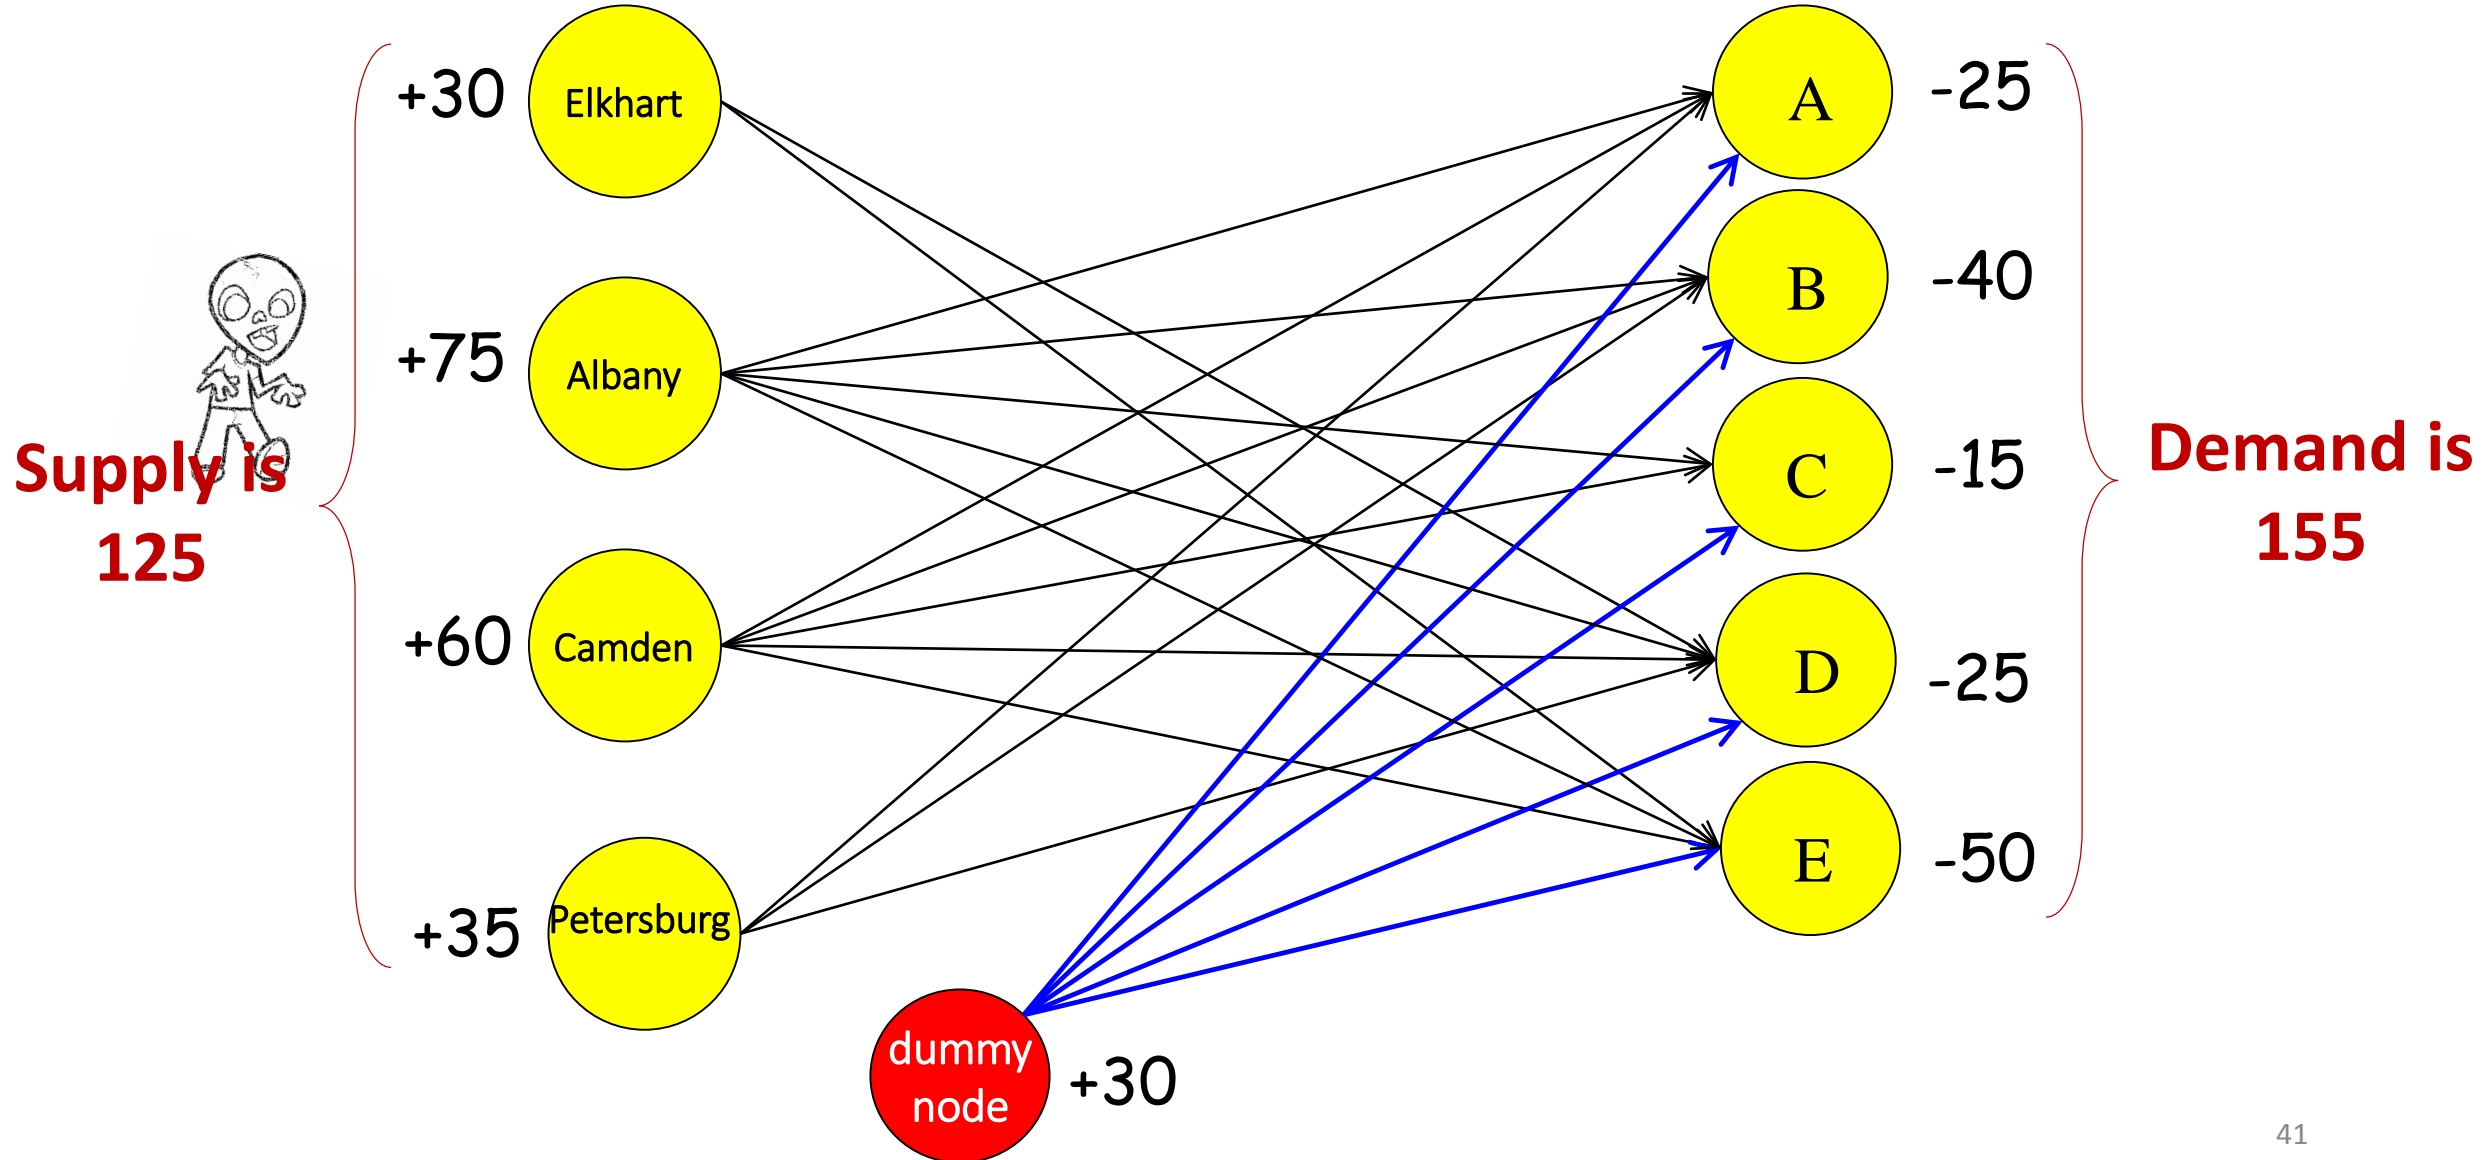 +30
Elkhart
A
-25
+75
Albany
B
-40
Supply is
125
C
-15
Demand is
155
+60
Camden
D
-25
+35
Petersburg
E
-50
dummy
node
+30
41